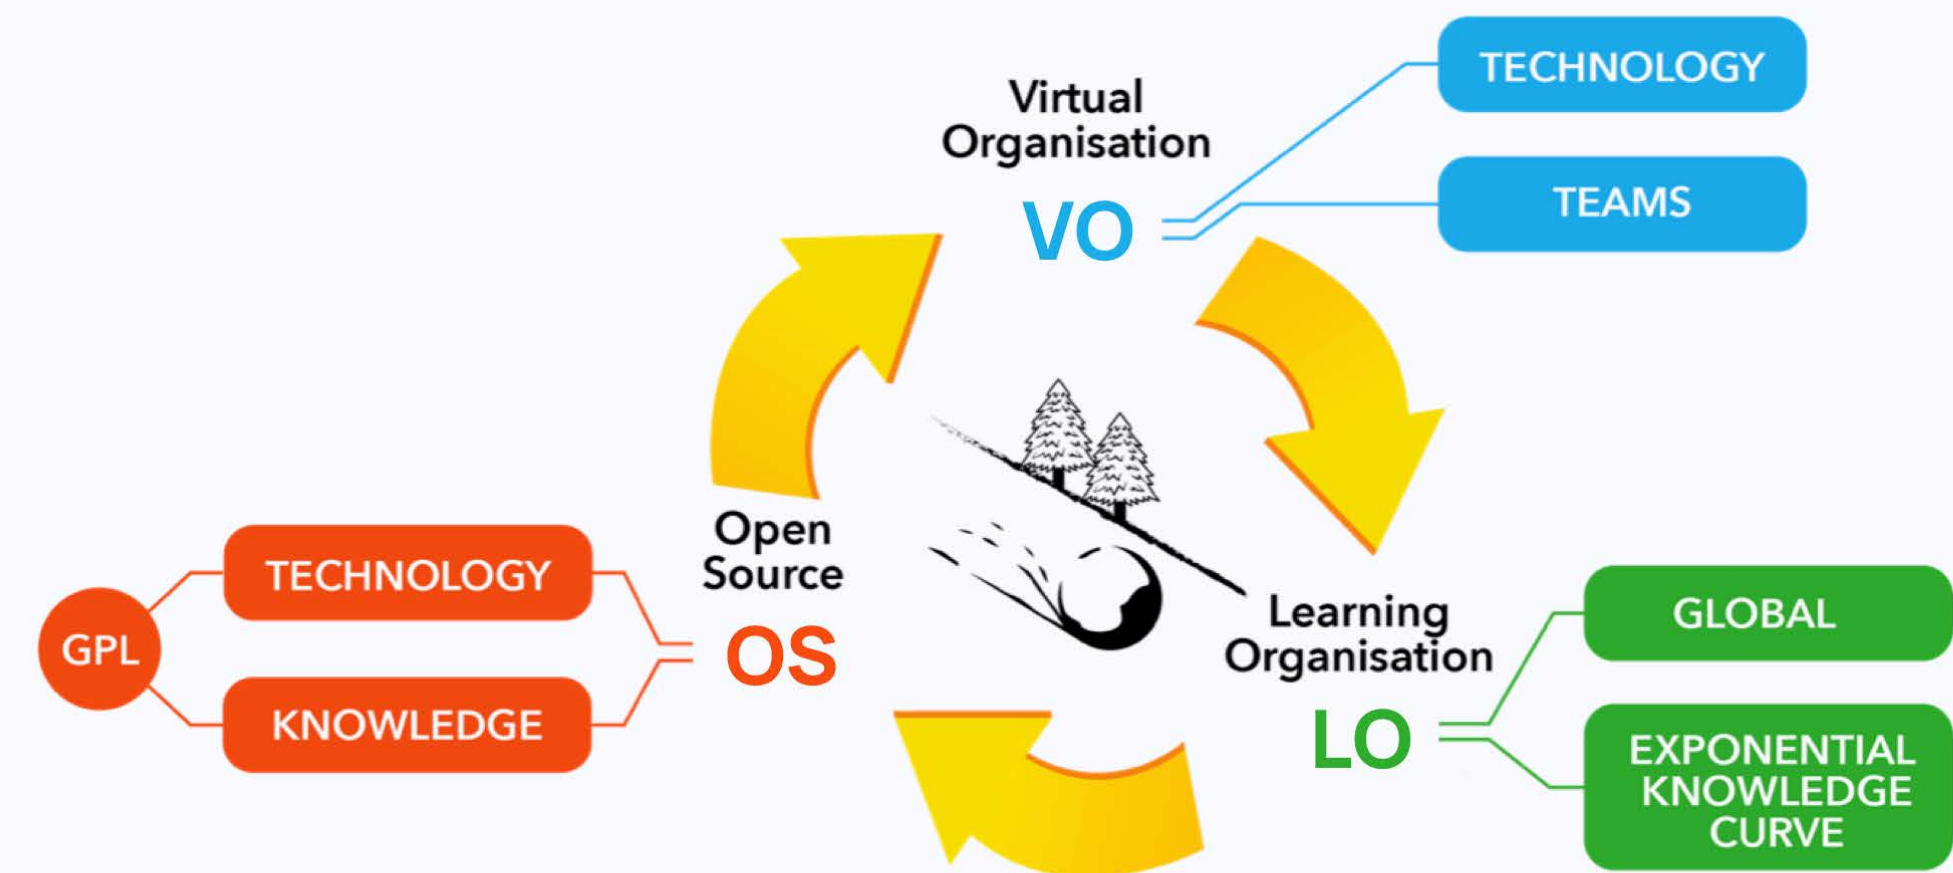 TECHNOLOGY
TEAMS
Virtual
Organisation
VO
Open
Source
OS
TECHNOLOGY
KNOWLEDGE
GPL
Learning
Organisation
LO
GLOBAL
EXPONENTIAL
KNOWLEDGE
CURVE